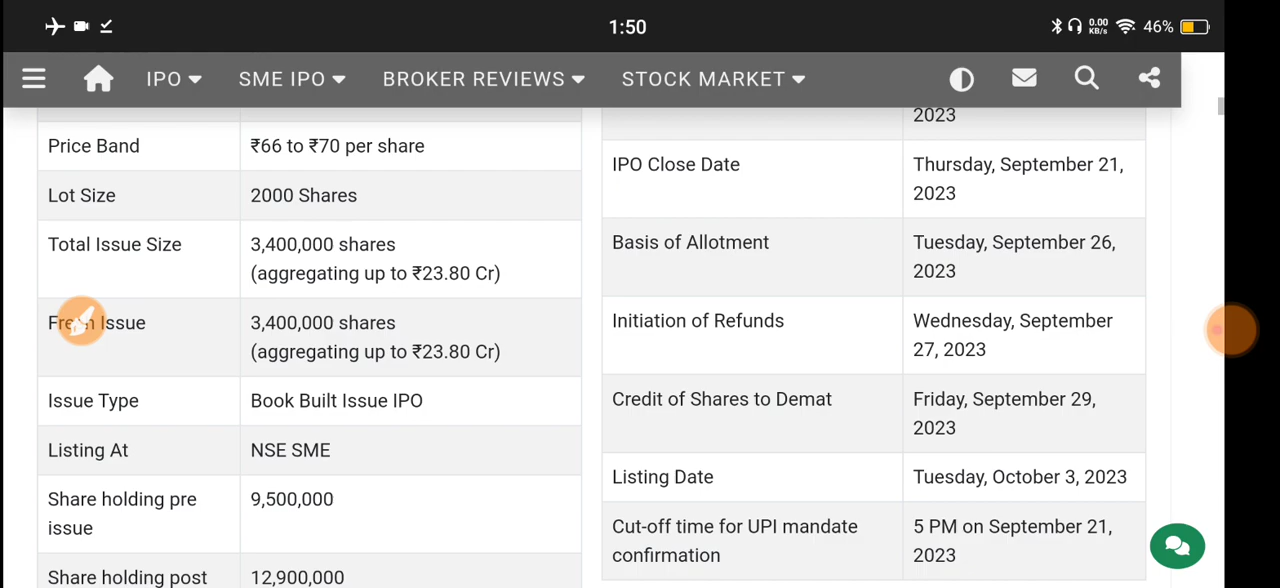 1:50
0.00
KB/s
46%
IPO
SME IPO
BROKER REVIEWS
STOCK MARKET
Price Band
₹66 to ₹70 per share
Lot Size
2000 Shares
Total Issue Size
3,400,000 shares
(aggregating up to ₹23.80 Cr)
Fresh Issue
3,400,000 shares
(aggregating up to ₹23.80 Cr)
Issue Type
Book Built Issue IPO
Listing At
NSE SME
Share holding pre
issue
9,500,000
Share holding post
12,900,000
2023
IPO Close Date
Thursday, September 21,
2023
Basis of Allotment
Tuesday, September 26,
2023
Initiation of Refunds
Wednesday, September
27, 2023
Credit of Shares to Demat
Friday, September 29,
2023
Listing Date
Tuesday, October 3, 2023
Cut-off time for UPI mandate
confirmation
5 PM on September 21,
2023